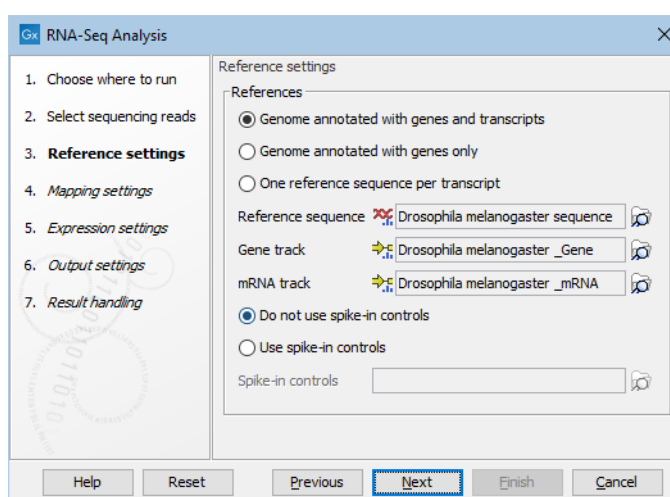 Gx RNA-Seq Analysis
1. Choose where to run
2. Select sequencing reads
3. Reference settings
4. Mapping settings
5. Expression settings
6. Output settings
7. Result handling
Reference settings
References
Genome annotated with genes and transcripts
Genome annotated with genes only
One reference sequence per transcript
Reference sequence Drosophila melanogaster sequence
Gene track Drosophila melanogaster _Gene
mRNA track Drosophila melanogaster _mRNA
Do not use spike-in controls
Use spike-in controls
Spike-in controls
Help Reset Previous Next Finish Cancel